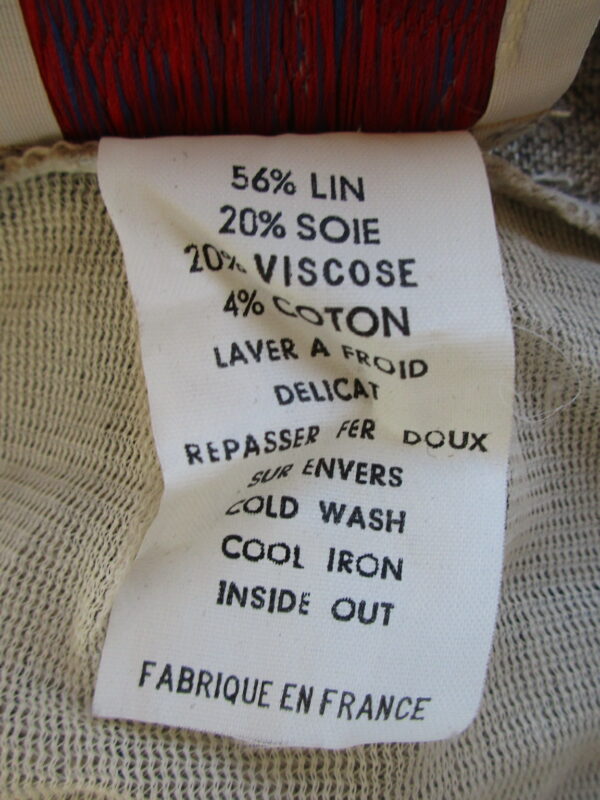 56% LIN
20% SOIE
20% VISCOSE
4% COTON
LAVER A FROID
DELICAT
REPASSER FER DOUX
SUR ENVERS
COLD WASH
COOL IRON
INSIDE OUT
FABRIQUE EN FRANCE